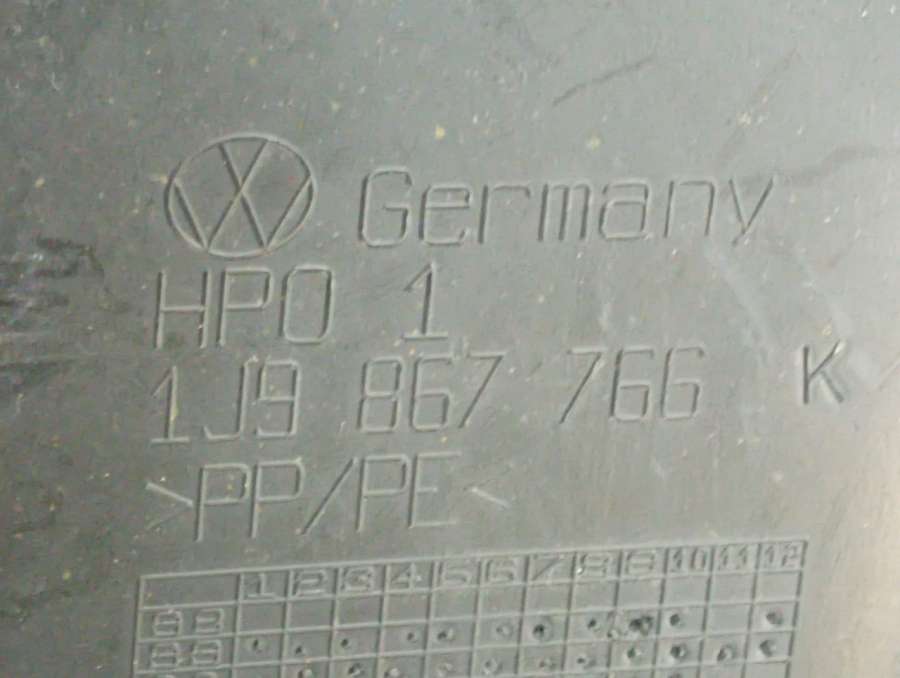 Germany
HPO 1
1J9 867 766 K
>PP/PE<
1 2 3 4 5 6 7 8 9 10 11 12